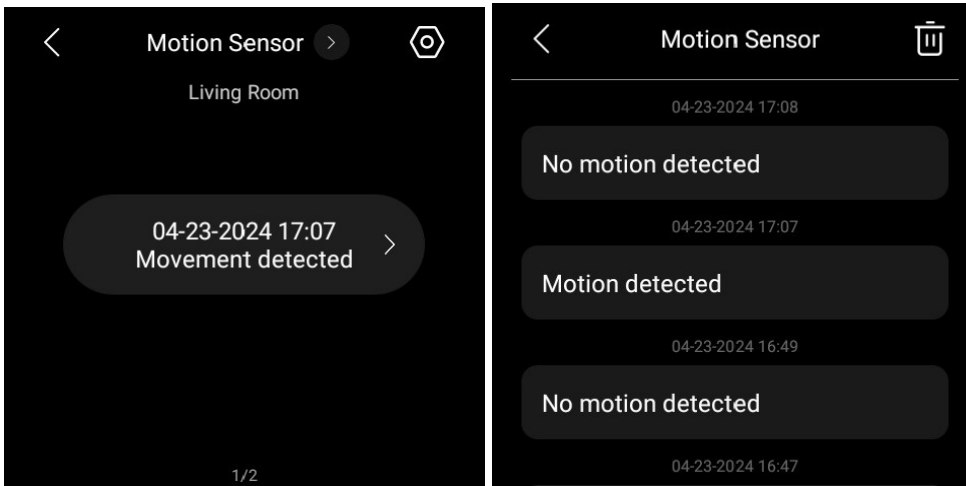 Motion Sensor
Living Room
04-23-2024 17:07
Movement detected
1/2
Motion Sensor
04-23-2024 17:08
No motion detected
04-23-2024 17:07
Motion detected
04-23-2024 16:49
No motion detected
04-23-2024 16:47